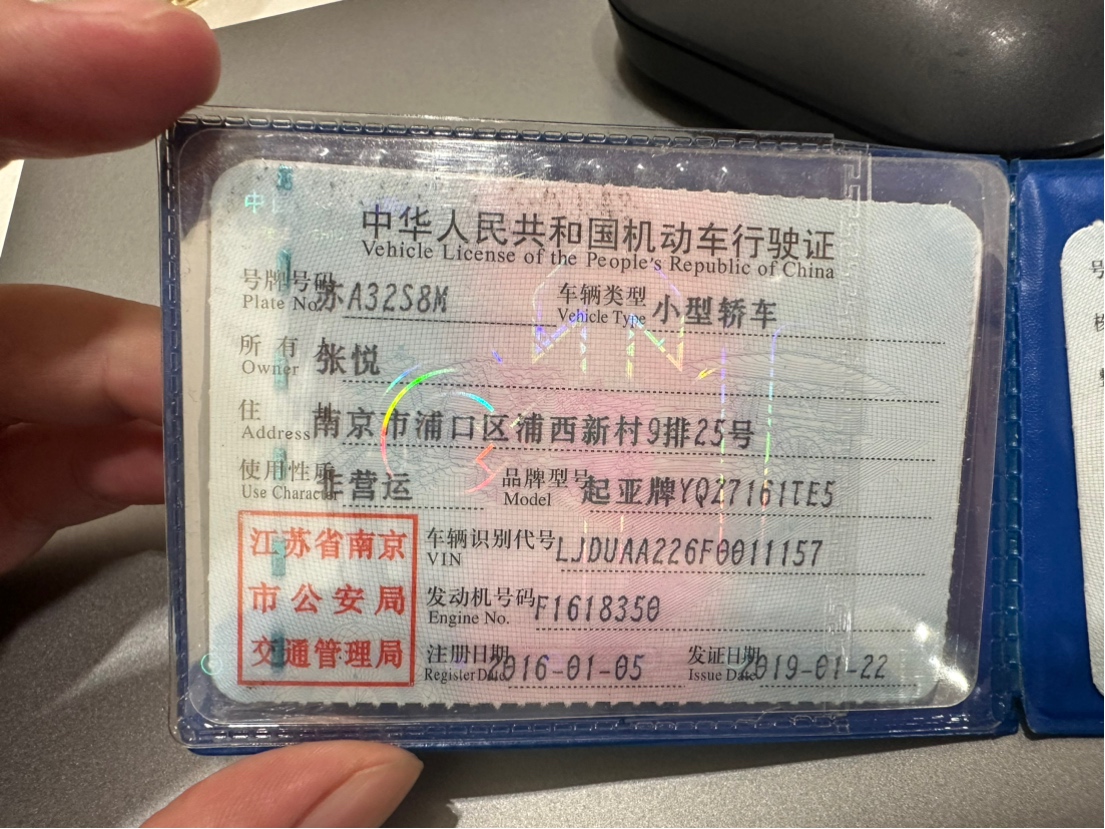 中华人民共和国机动车行驶证
Vehicle License of the People's Republic of China
号牌号码 苏A32S8M 车辆类型 小型轿车
Plate No. Vehicle Type
所有人 张悦
Owner
住址 南京市浦口区浦西新村9排25号
Address
使用性质 非营运 品牌型号 起亚牌YQZ7161TE5
Use Character Model
江苏省南京
市公安局
交通管理局
车辆识别代号 LJDUAA226F0011157
VIN
发动机号码 F1618350
Engine No.
注册日期 2016-01-05 发证日期 2019-01-22
Register Date Issue Date
中
号